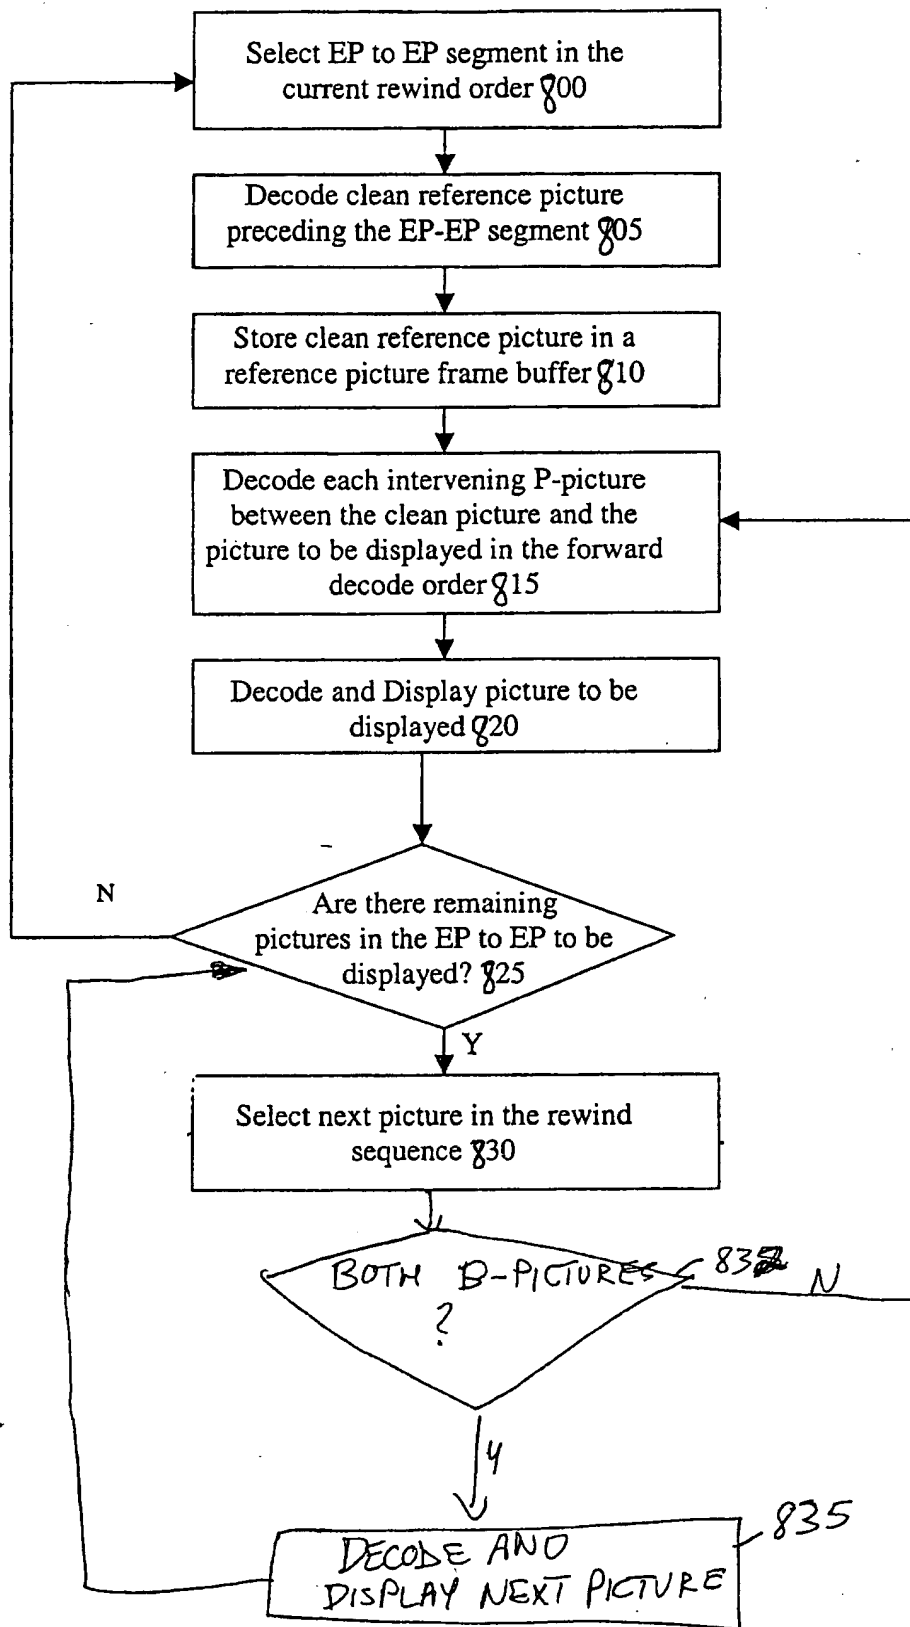 Select EP to EP segment in the
current rewind order 800
Decode clean reference picture
preceding the EP-EP segment 805
Store clean reference picture in a
reference picture frame buffer 810
Decode each intervening P-picture
between the clean picture and the
picture to be displayed in the forward
decode order 815
Decode and Display picture to be
displayed 820
N
Are there remaining
pictures in the EP to EP to be
displayed? 825
Y
Select next picture in the rewind
sequence 830
BOTH B-PICTURES
?
N
Y
835
DECODE AND
DISPLAY NEXT PICTURE